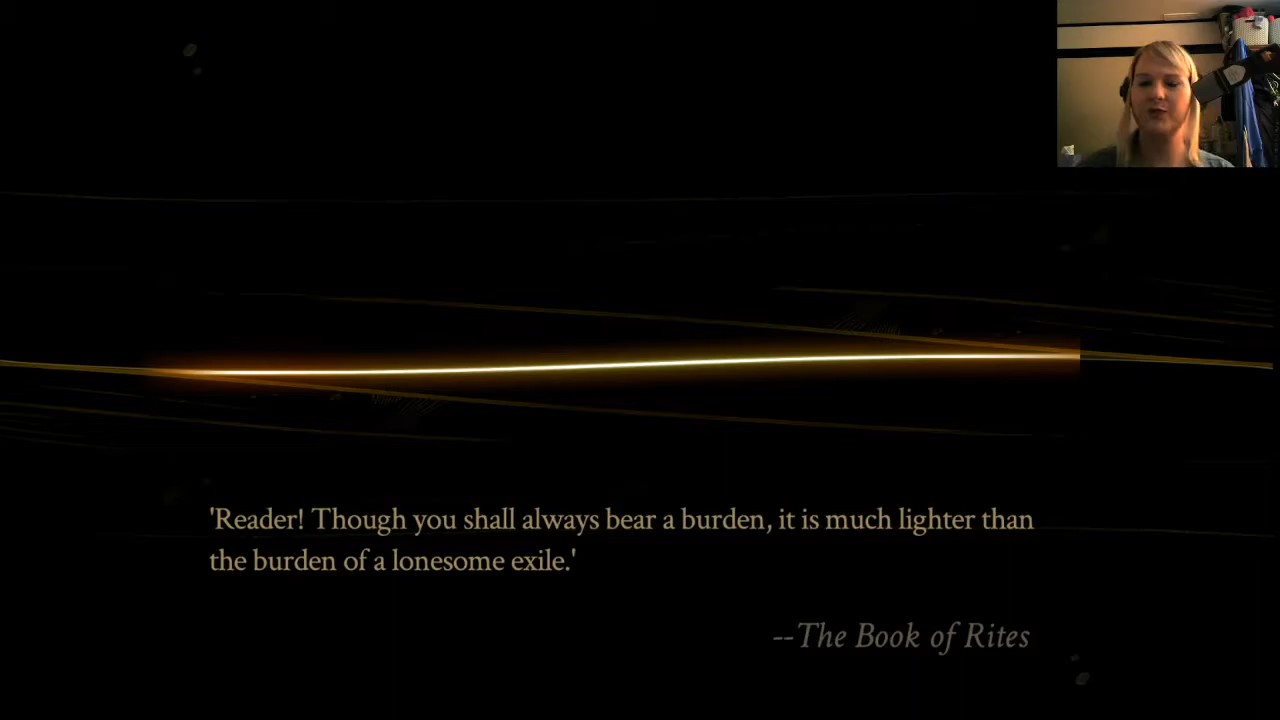 'Reader! Though you shall always bear a burden, it is much lighter than
the burden of a lonesome exile.'
--The Book of Rites